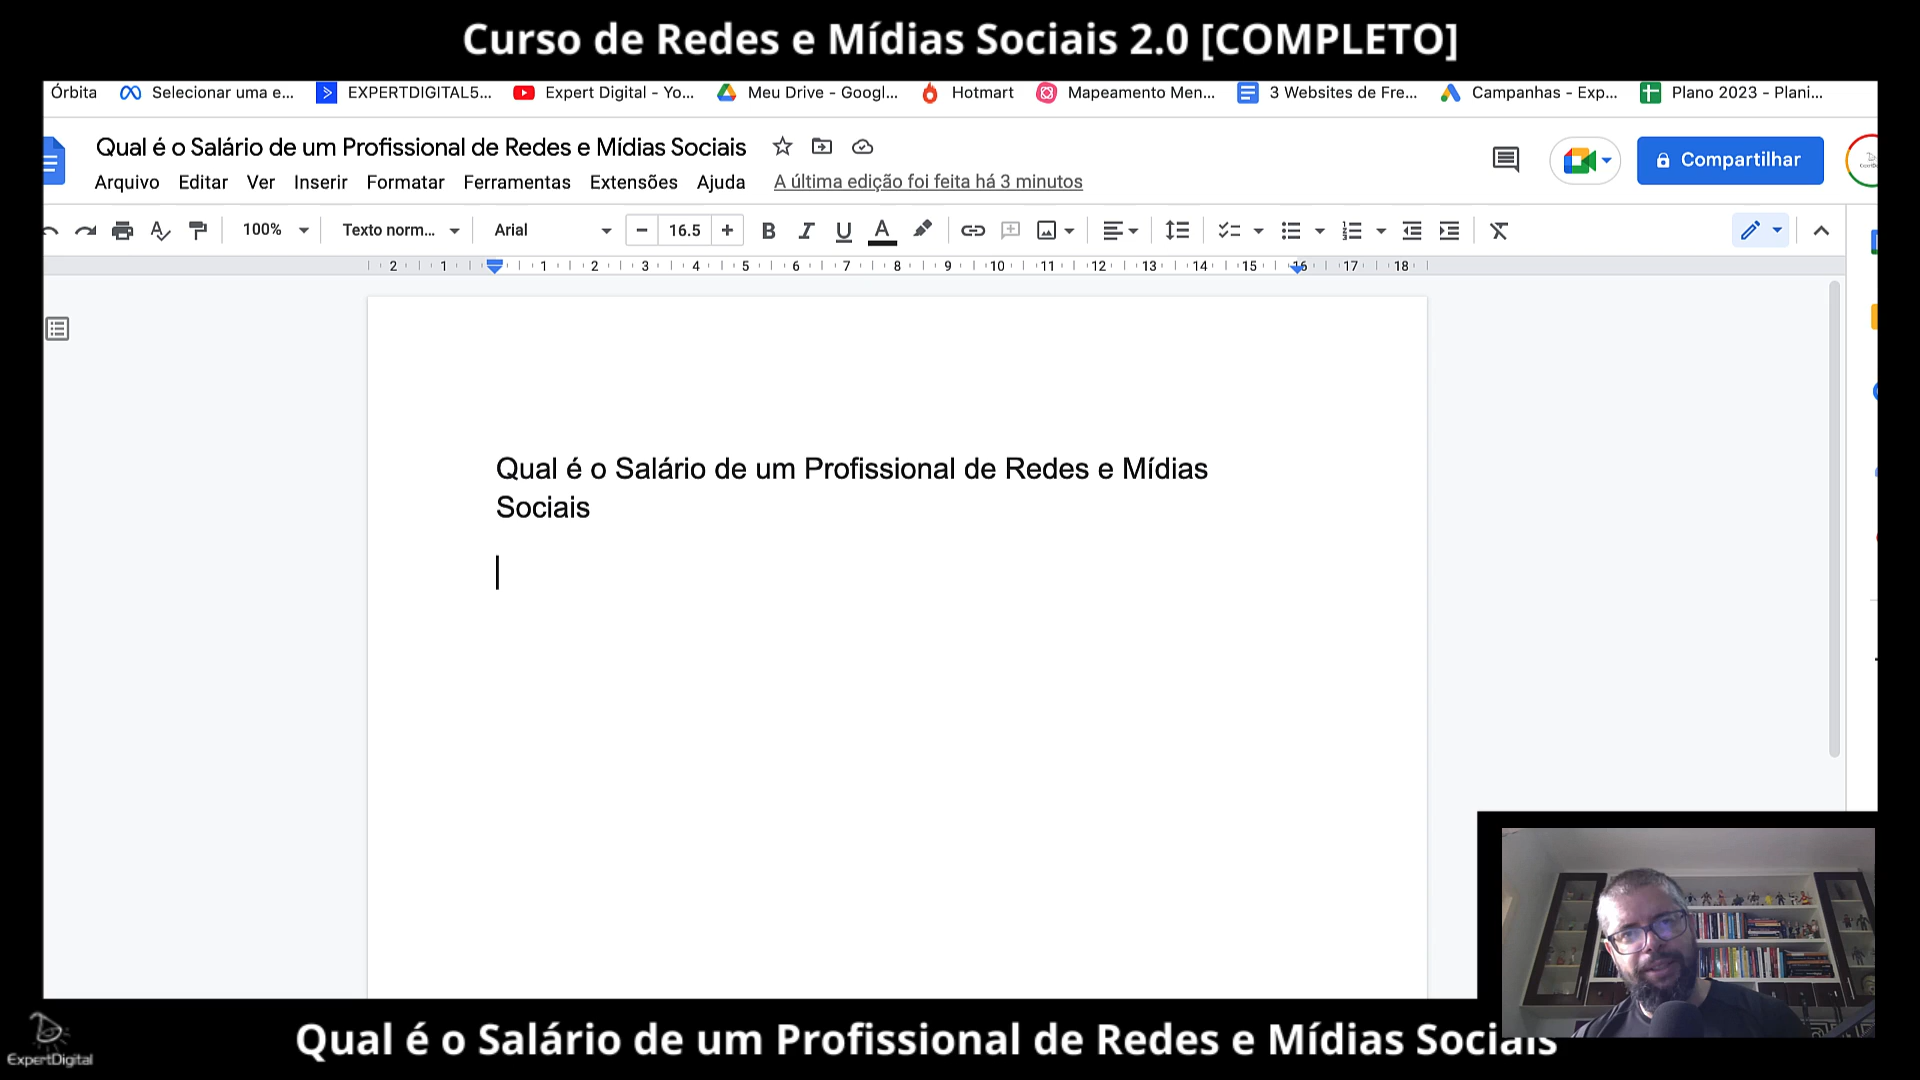 Curso de Redes e Mídias Sociais 2.0 [COMPLETO]
Órbita Selecionar uma e... EXPERTDIGITAL5... Expert Digital - Yo... Meu Drive - Googl... Hotmart Mapeamento Men... 3 Websites de Fre... Campanhas - Exp... Plano 2023 - Plani...
Qual é o Salário de um Profissional de Redes e Mídias Sociais
Compartilhar
Arquivo Editar Ver Inserir Formatar Ferramentas Extensões Ajuda A última edição foi feita há 3 minutos
100% Texto norm... Arial 16.5 B I U A
2 1 1 2 3 4 5 6 7 8 9 10 11 12 13 14 15 16 17 18
Qual é o Salário de um Profissional de Redes e Mídias
Sociais
Qual é o Salário de um Profissional de Redes e Mídias Sociais
ExpertDigital